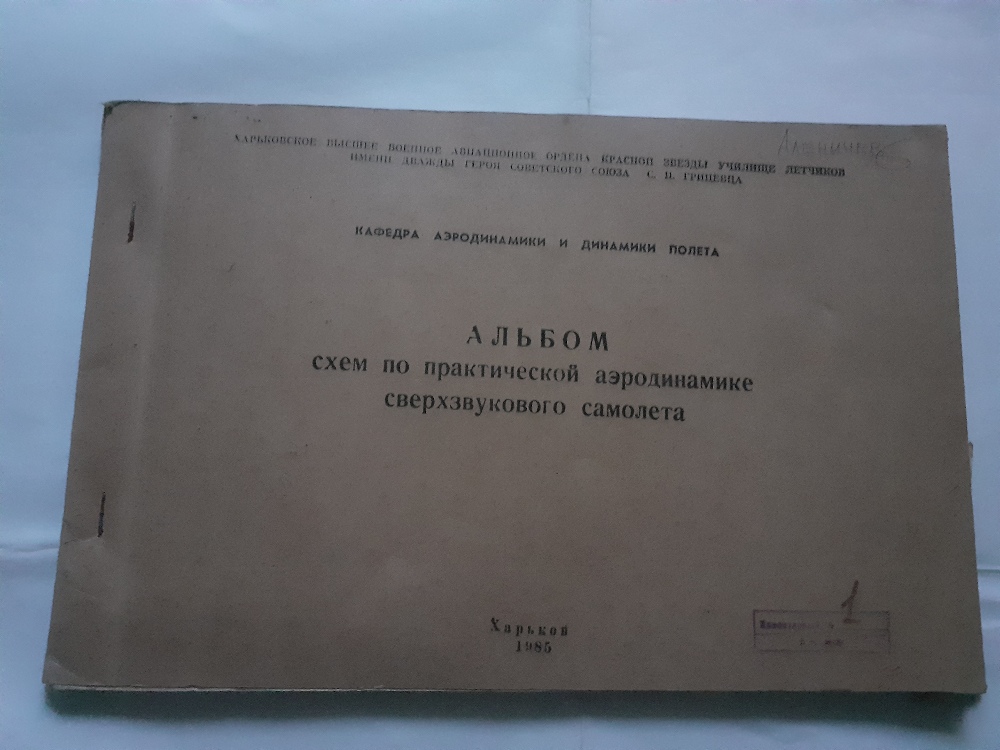 ХАРЬКОВСКОЕ ВЫСШЕЕ ВОЕННОЕ АВИАЦИОННОЕ ОРДЕНА КРАСНОЙ ЗВЕЗДЫ УЧИЛИЩЕ ЛЕТЧИКОВ
ИМЕНИ ДВАЖДЫ ГЕРОЯ СОВЕТСКОГО СОЮЗА С. И. ГРИЦЕВЦА
КАФЕДРА АЭРОДИНАМИКИ И ДИНАМИКИ ПОЛЕТА
АЛЬБОМ
схем по практической аэродинамике
сверхзвукового самолета
1
Харьков
1985